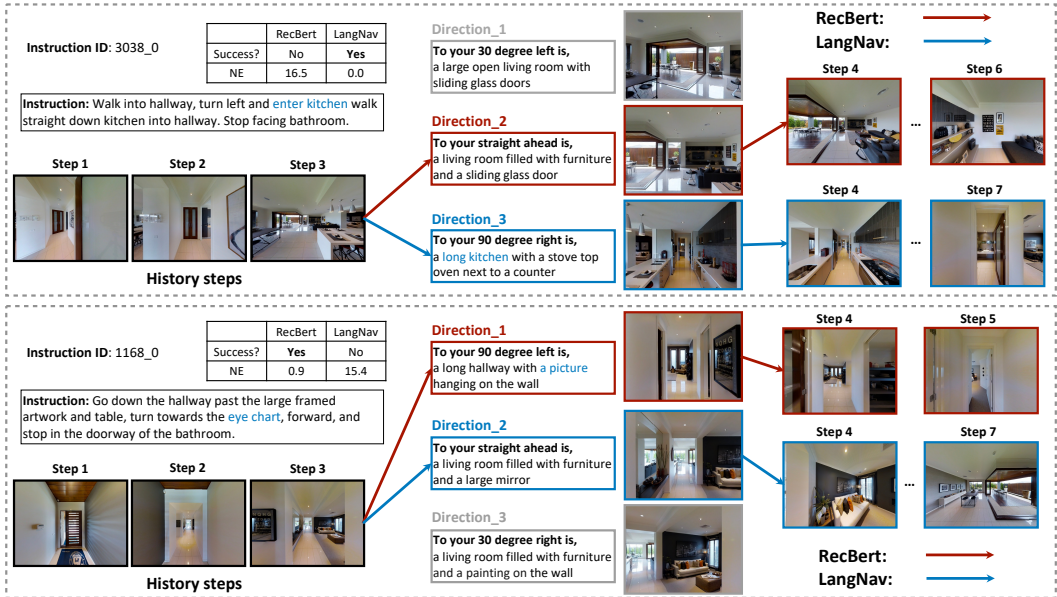 Instruction ID: 3038_0
RecBert LangNav
Success? No Yes
NE 16.5 0.0
Instruction: Walk into hallway, turn left and enter kitchen walk
straight down kitchen into hallway. Stop facing bathroom.
Step 1
Step 2
Step 3
History steps
Direction_1
To your 30 degree left is,
a large open living room with
sliding glass doors
Direction_2
To your straight ahead is,
a living room filled with furniture
and a sliding glass door
Direction_3
To your 90 degree right is,
a long kitchen with a stove top
oven next to a counter
RecBert:
LangNav:
Step 4
...
Step 6
Step 4
...
Step 7
Instruction ID: 1168_0
RecBert LangNav
Success? Yes No
NE 0.9 15.4
Instruction: Go down the hallway past the large framed
artwork and table, turn towards the eye chart, forward, and
stop in the doorway of the bathroom.
Step 1
Step 2
Step 3
History steps
Direction_1
To your 90 degree left is,
a long hallway with a picture
hanging on the wall
Direction_2
To your straight ahead is,
a living room filled with furniture
and a large mirror
Direction_3
To your 30 degree right is,
a living room filled with furniture
and a painting on the wall
Step 4
Step 5
Step 4
...
Step 7
RecBert:
LangNav: